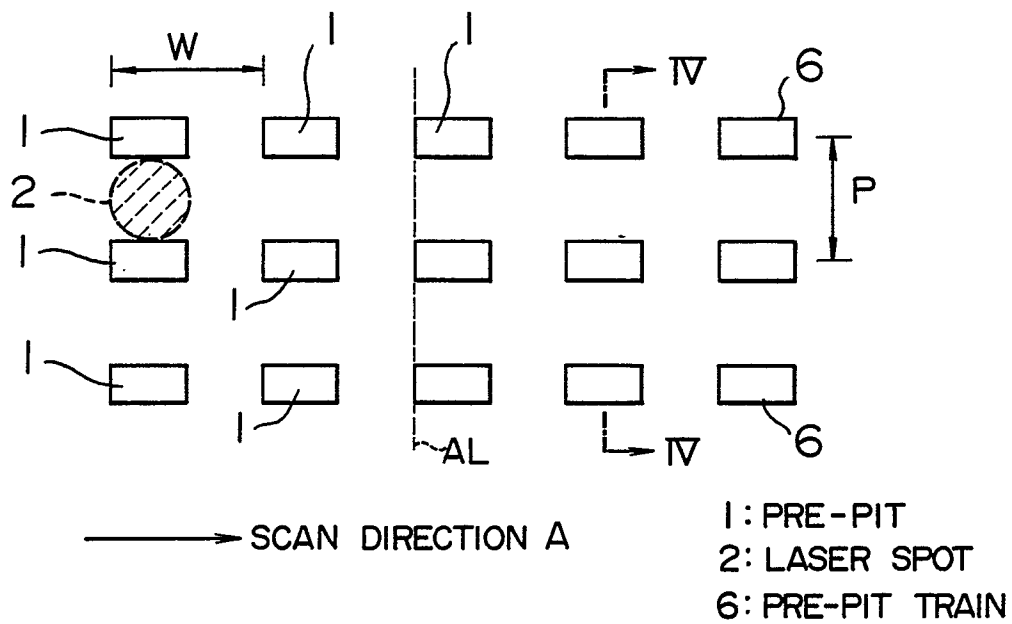 W
1
1
IV
6
1
P
2
1
1
1
1
AL
IV
6
SCAN DIRECTION A
1: PRE-PIT
2: LASER SPOT
6: PRE-PIT TRAIN